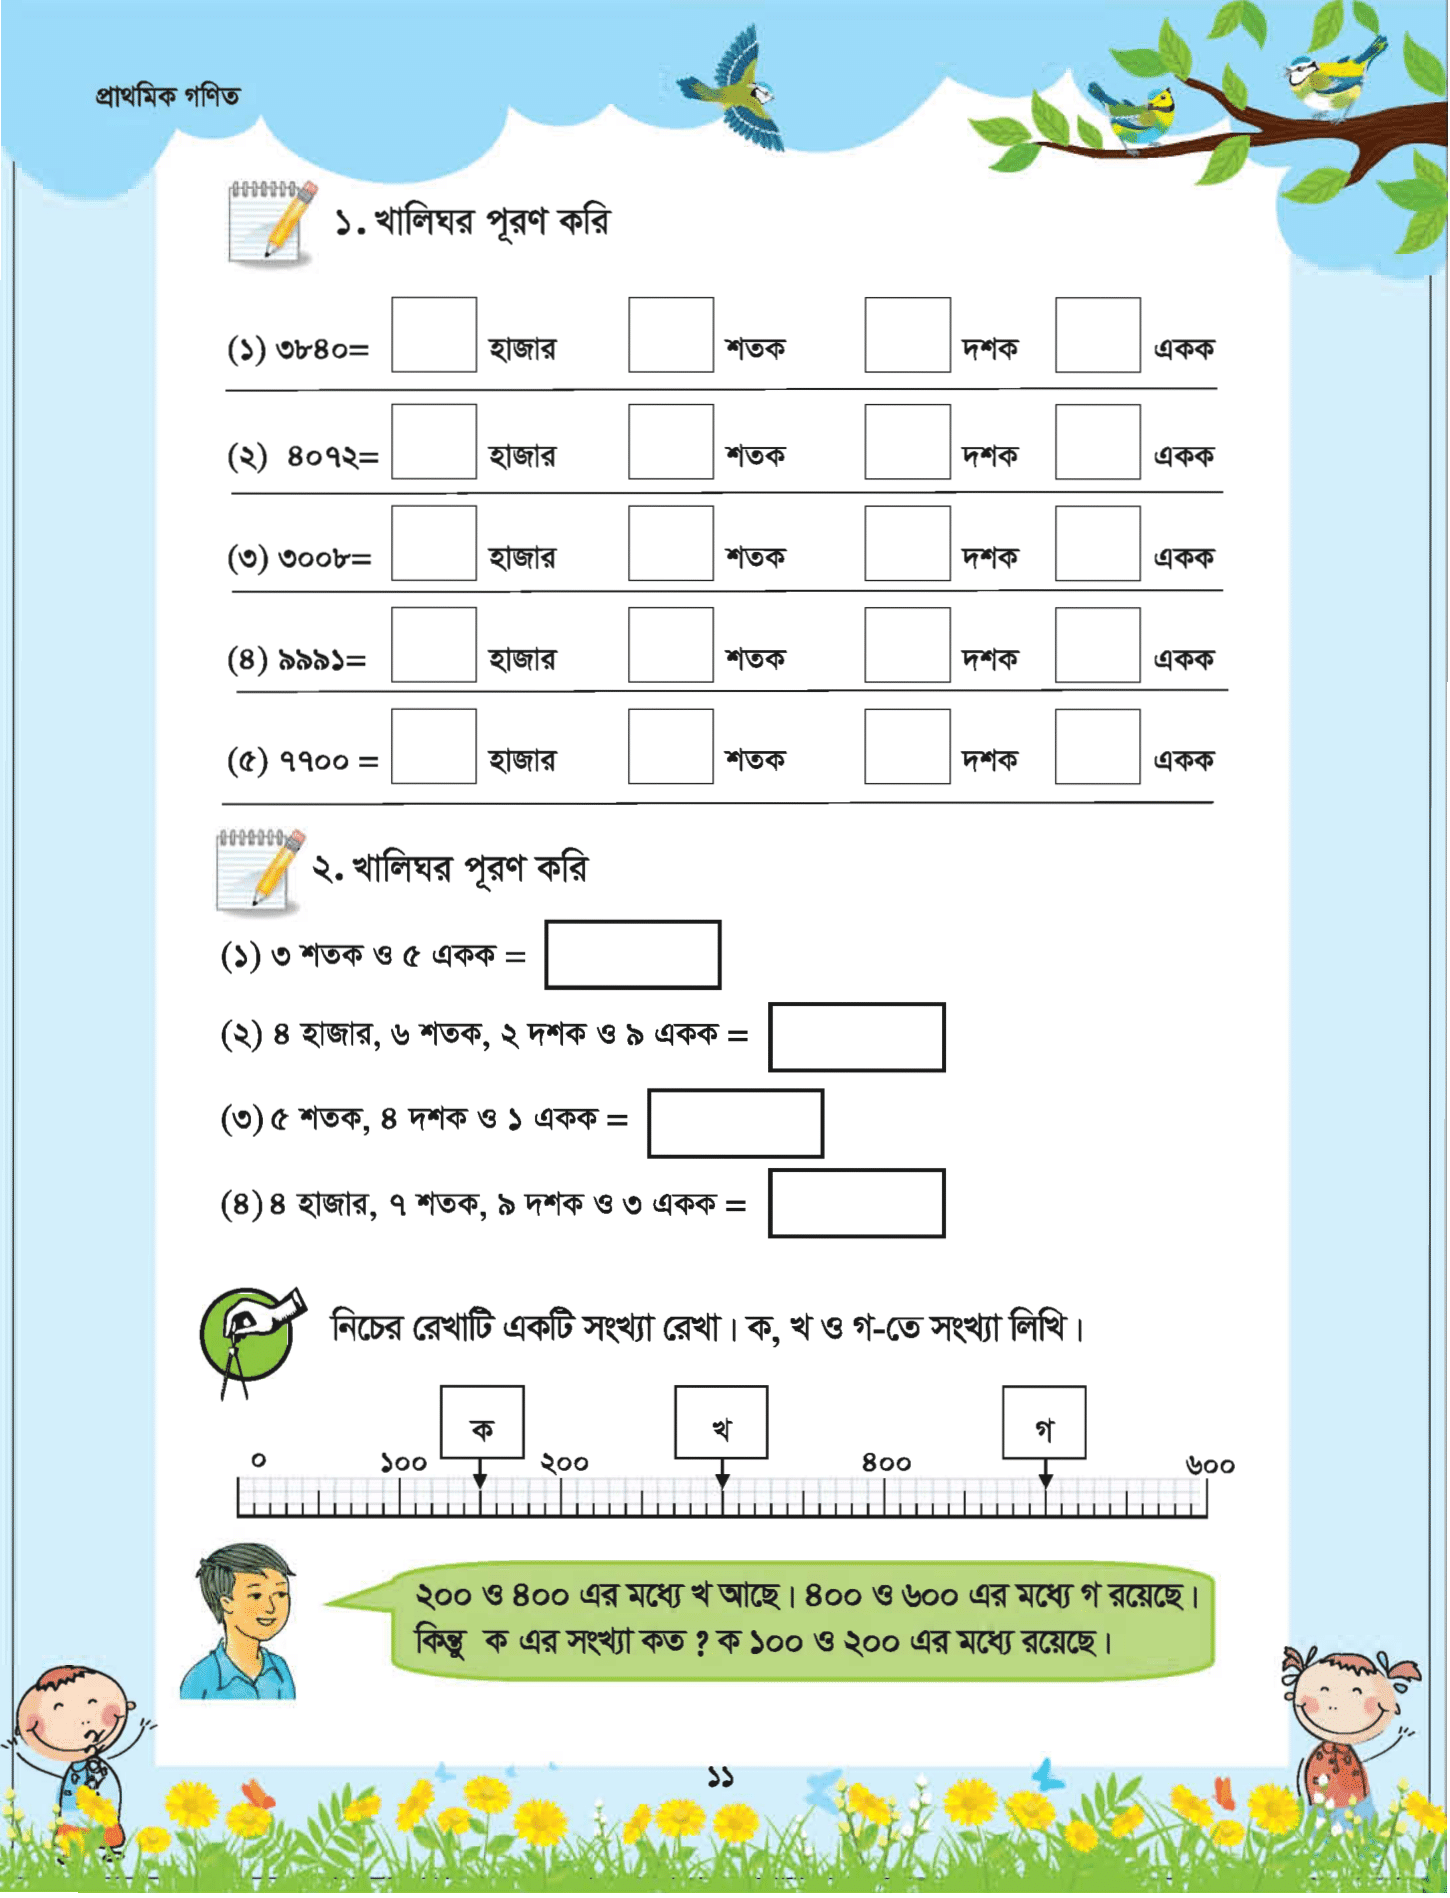 প্রাথমিক গণিত
১. খালিঘর পূরণ করি
(১) ৩৮৪০= হাজার শতক দশক একক
(২) ৪০৭২= হাজার শতক দশক একক
(৩) ৩০০৮= হাজার শতক দশক একক
(৪) ৯৯৯১= হাজার শতক দশক একক
(৫) ৭৭০০ = হাজার শতক দশক একক
২. খালিঘর পূরণ করি
(১) ৩ শতক ও ৫ একক =
(২) ৪ হাজার, ৬ শতক, ২ দশক ও ৯ একক =
(৩) ৫ শতক, ৪ দশক ও ১ একক =
(৪) ৪ হাজার, ৭ শতক, ৯ দশক ও ৩ একক =
নিচের রেখাটি একটি সংখ্যা রেখা। ক, খ ও গ-তে সংখ্যা লিখি।
ক খ গ
০ ১০০ ২০০ ৪০০ ৬০০
২০০ ও ৪০০ এর মধ্যে খ আছে। ৪০০ ও ৬০০ এর মধ্যে গ রয়েছে।
কিন্তু ক এর সংখ্যা কত ? ক ১০০ ও ২০০ এর মধ্যে রয়েছে।
১১